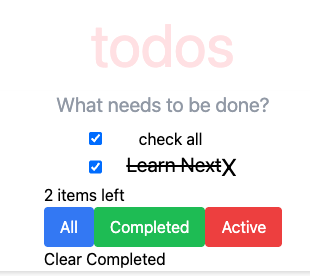 todos
What needs to be done?
check all
Learn NextX
2 items left
All Completed Active
Clear Completed